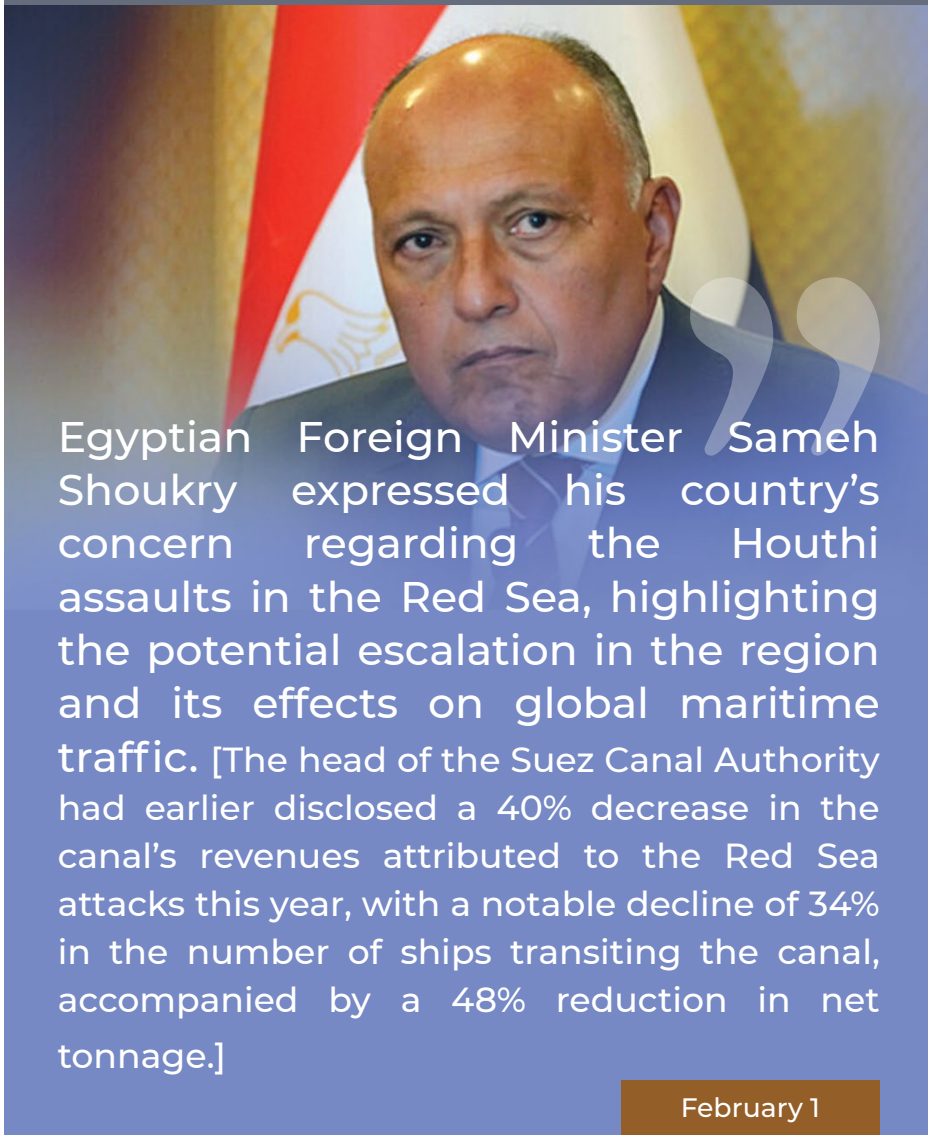 Egyptian Foreign Minister Sameh
Shoukry expressed his country’s
concern regarding the Houthi
assaults in the Red Sea, highlighting
the potential escalation in the region
and its effects on global maritime
traffic. [The head of the Suez Canal Authority
had earlier disclosed a 40% decrease in the
canal’s revenues attributed to the Red Sea
attacks this year, with a notable decline of 34%
in the number of ships transiting the canal,
accompanied by a 48% reduction in net
tonnage.]
February 1